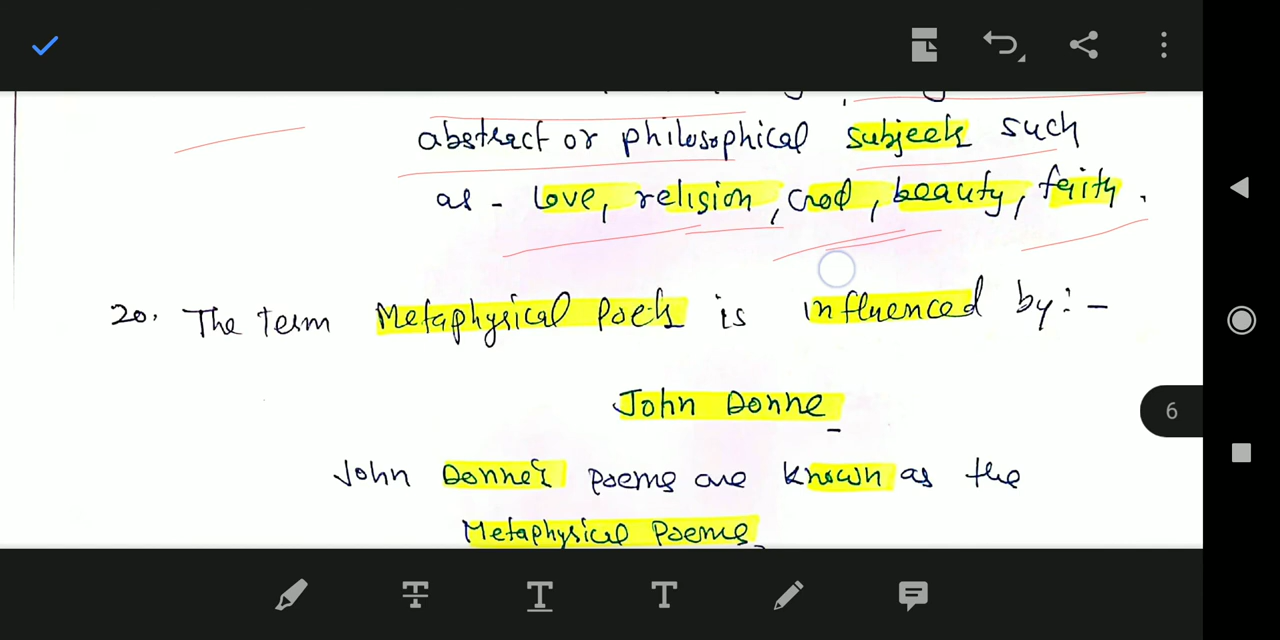 abstract or philosophical subjects such
as - love, religion, God, beauty, faith.
20. The term Metaphysical Poets is influenced by:-
John Donne
6
John Donne's poems are known as the
Metaphysical Poems